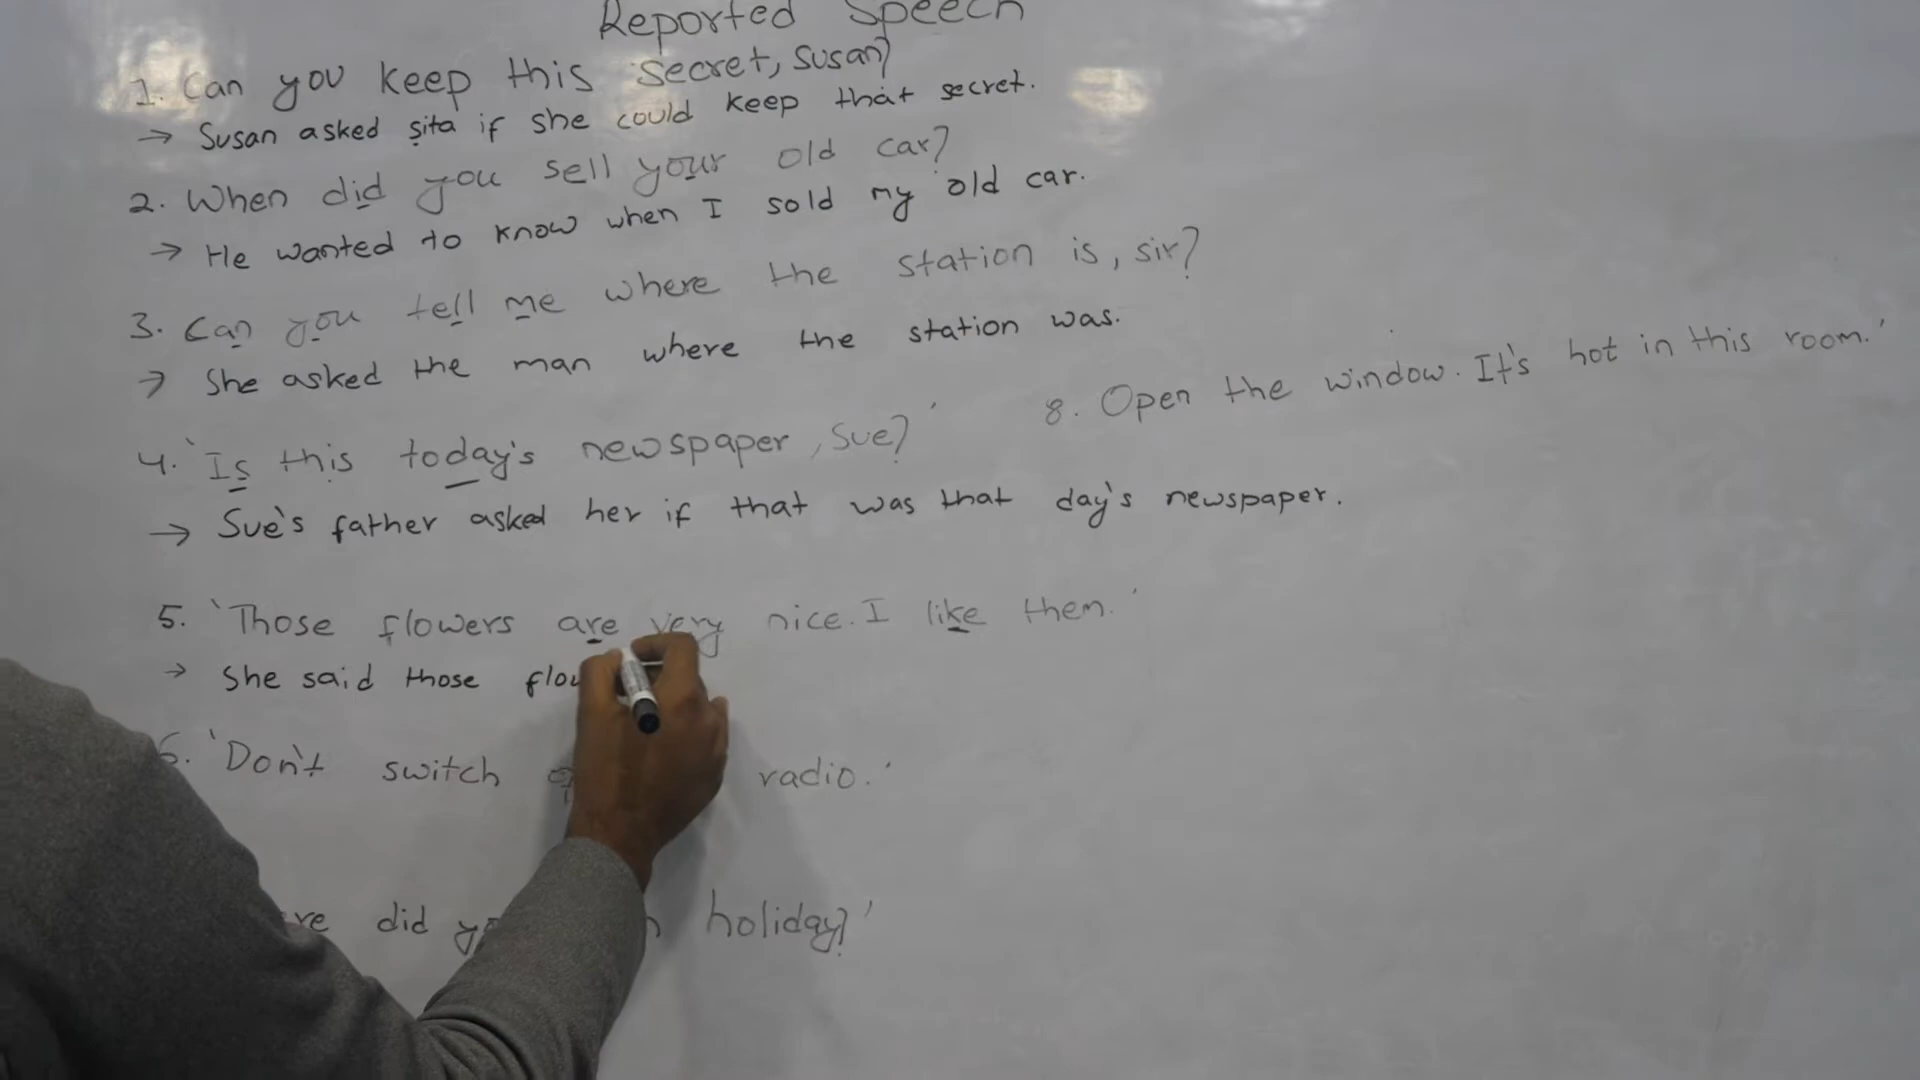 Reported Speech
1. Can you keep this secret, Susan?
→ Susan asked sita if she could keep that secret.
2. When did you sell your old car?
→ He wanted to know when I sold my old car.
3. Can you tell me where the station is, sir?
→ She asked the man where the station was.
8. Open the window. It's hot in this room.'
4. 'Is this today's newspaper, Sue?'
→ Sue's father asked her if that was that day's newspaper.
5. 'Those flowers are very nice. I like them.'
→ She said those
6. 'Don't switch radio.'
did holiday?'